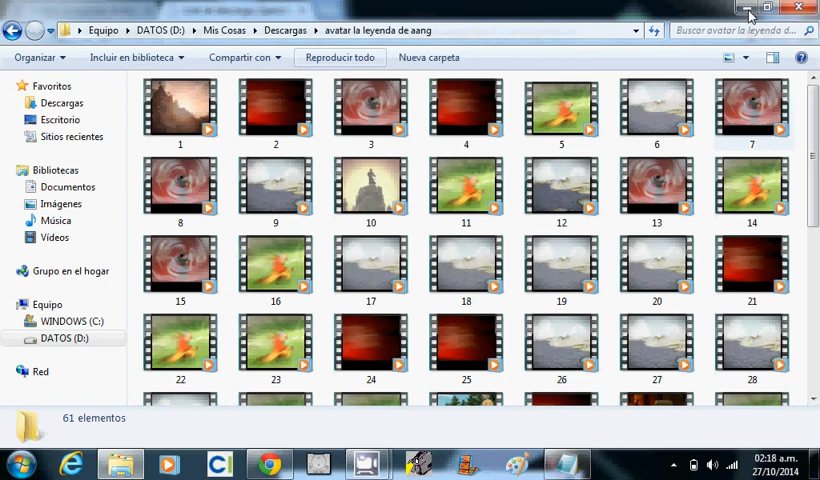 Equipo ▸ DATOS (D:) ▸ Mis Cosas ▸ Descargas ▸ avatar la leyenda de aang
Buscar avatar la leyenda d...
Organizar
Incluir en biblioteca
Compartir con
Reproducir todo
Nueva carpeta
Favoritos
Descargas
Escritorio
Sitios recientes
Bibliotecas
Documentos
Imágenes
Música
Vídeos
Grupo en el hogar
Equipo
WINDOWS (C:)
DATOS (D:)
Red
1 2 3 4 5 6 7
8 9 10 11 12 13 14
15 16 17 18 19 20 21
22 23 24 25 26 27 28
61 elementos
CI
02:18 a.m.
27/10/2014